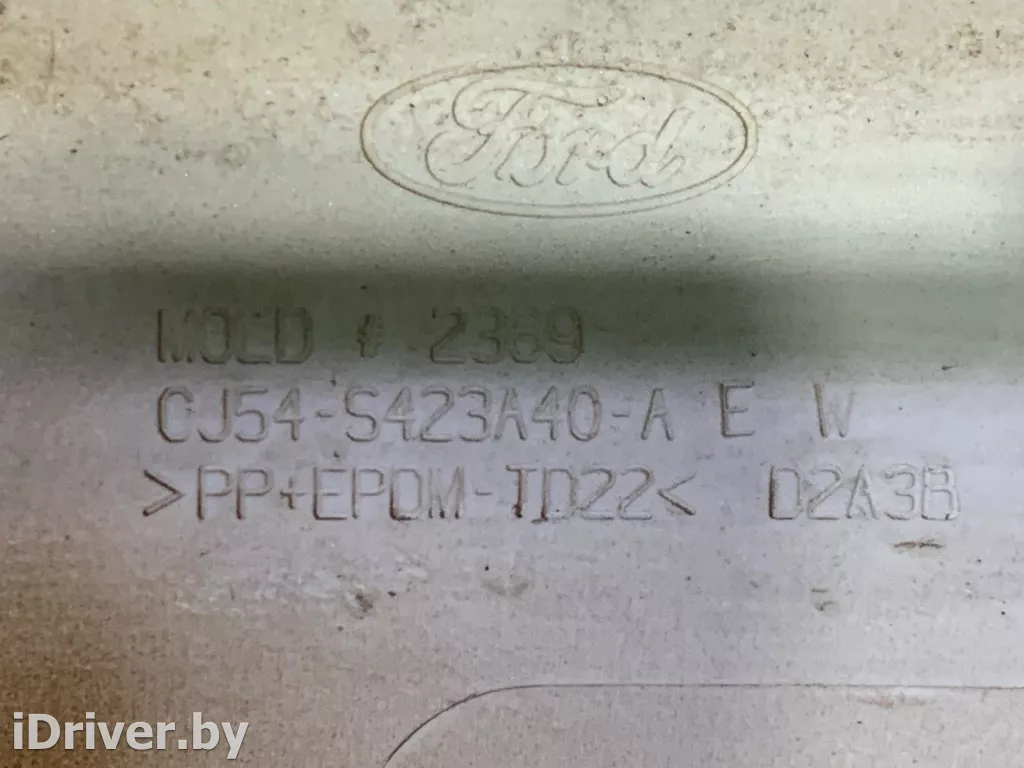 Ford
MOLD # 2369
CJ54-S423A40-A E W
>PP+EPDM-TD22< D2A3B
iDriver.by